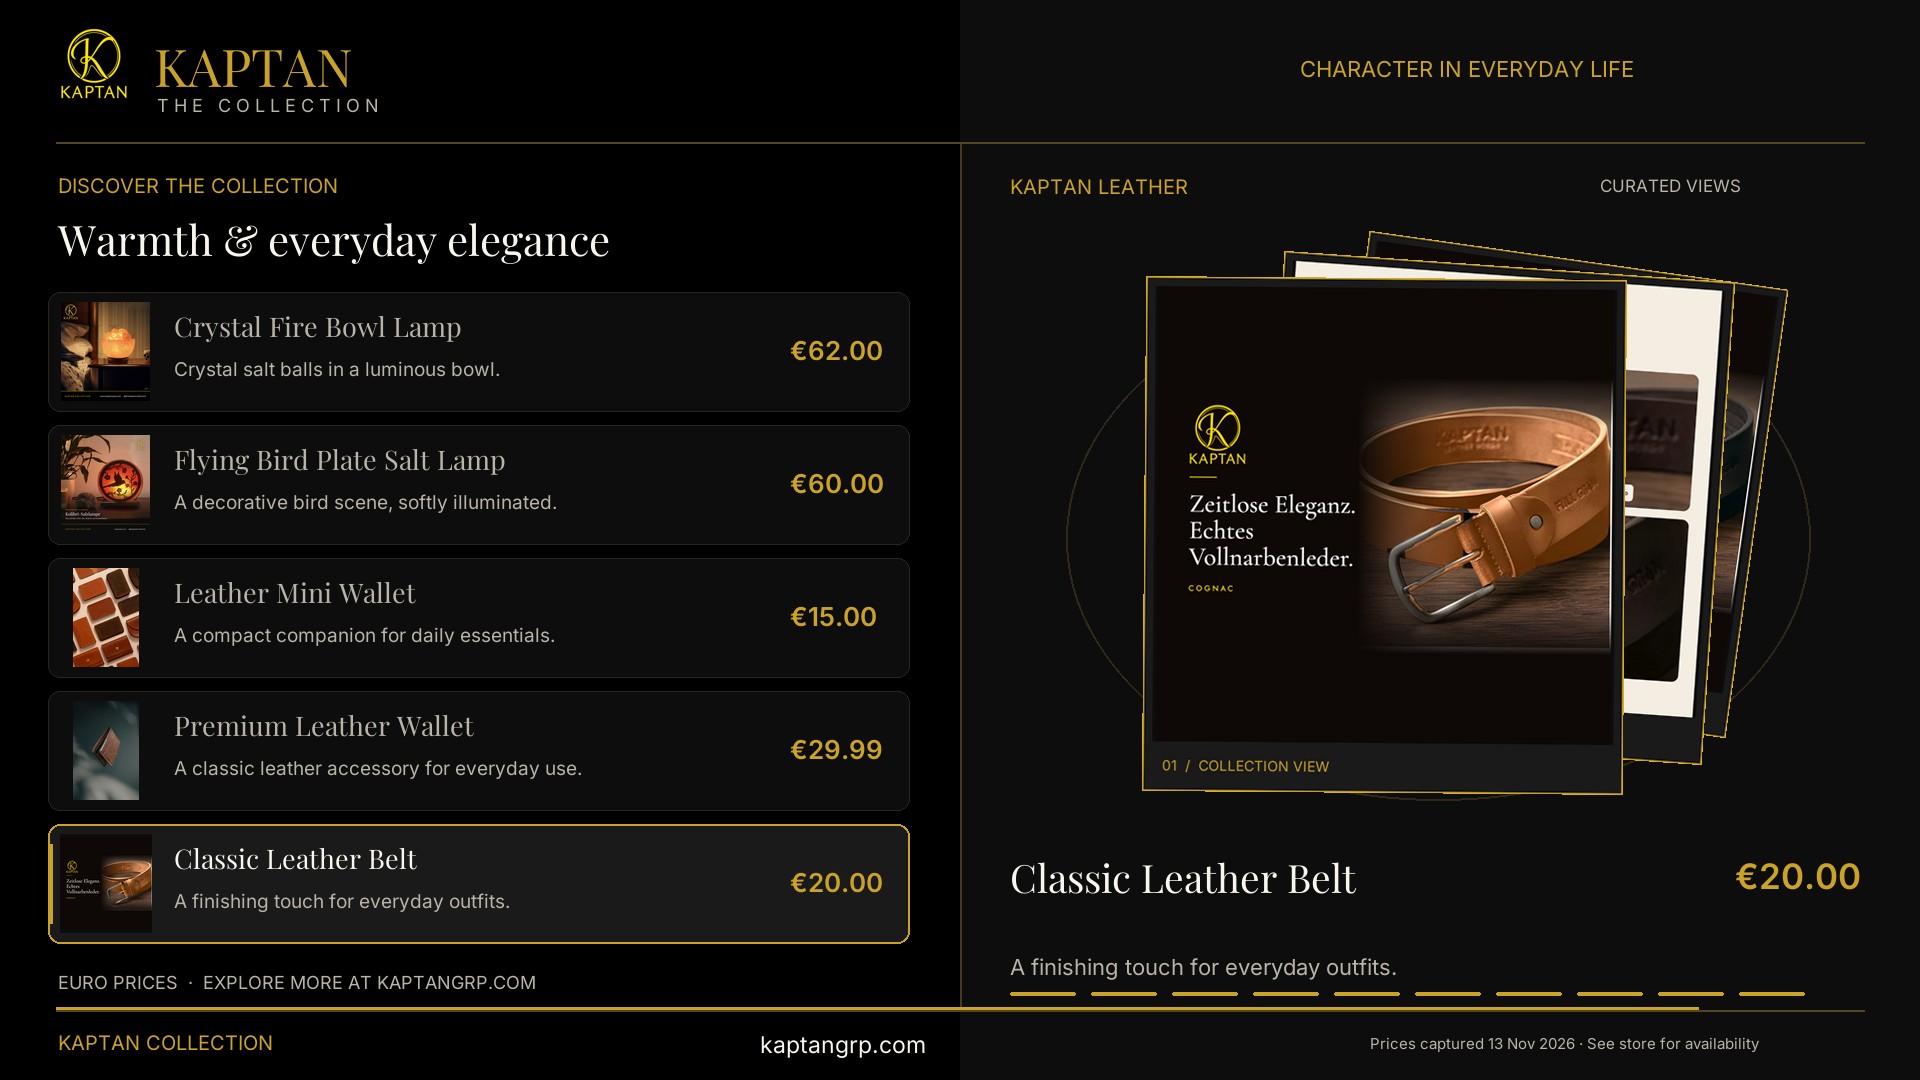 KAPTAN
KAPTAN
THE COLLECTION
CHARACTER IN EVERYDAY LIFE
DISCOVER THE COLLECTION
Warmth & everyday elegance
Crystal Fire Bowl Lamp
Crystal salt balls in a luminous bowl.
€62.00
Flying Bird Plate Salt Lamp
A decorative bird scene, softly illuminated.
€60.00
Leather Mini Wallet
A compact companion for daily essentials.
€15.00
Premium Leather Wallet
A classic leather accessory for everyday use.
€29.99
Classic Leather Belt
A finishing touch for everyday outfits.
€20.00
EURO PRICES · EXPLORE MORE AT KAPTANGRP.COM
KAPTAN LEATHER
CURATED VIEWS
KAPTAN
Zeitlose Eleganz.
Echtes
Vollnarbenleder.
COGNAC
KAPTAN
01 / COLLECTION VIEW
Classic Leather Belt
€20.00
A finishing touch for everyday outfits.
KAPTAN COLLECTION
kaptangrp.com
Prices captured 13 Nov 2026 · See store for availability